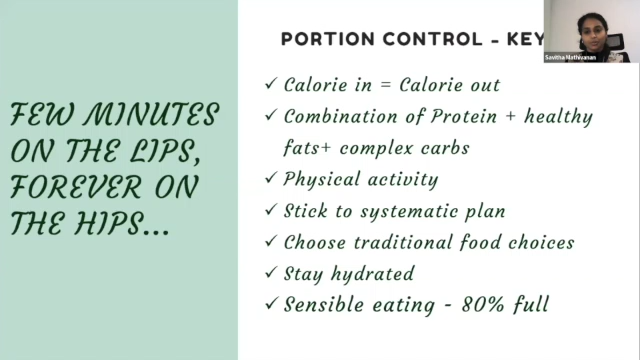 FEW MINUTES
ON THE LIPS,
FOREVER ON
THE HIPS...
PORTION CONTROL - KEY
✓ Calorie in = Calorie out
✓ Combination of Protein + healthy
fats+ complex carbs
✓ Physical activity
✓ Stick to systematic plan
✓ Choose traditional food choices
✓ Stay hydrated
✓ Sensible eating - 80% full
Savitha Mathivanan